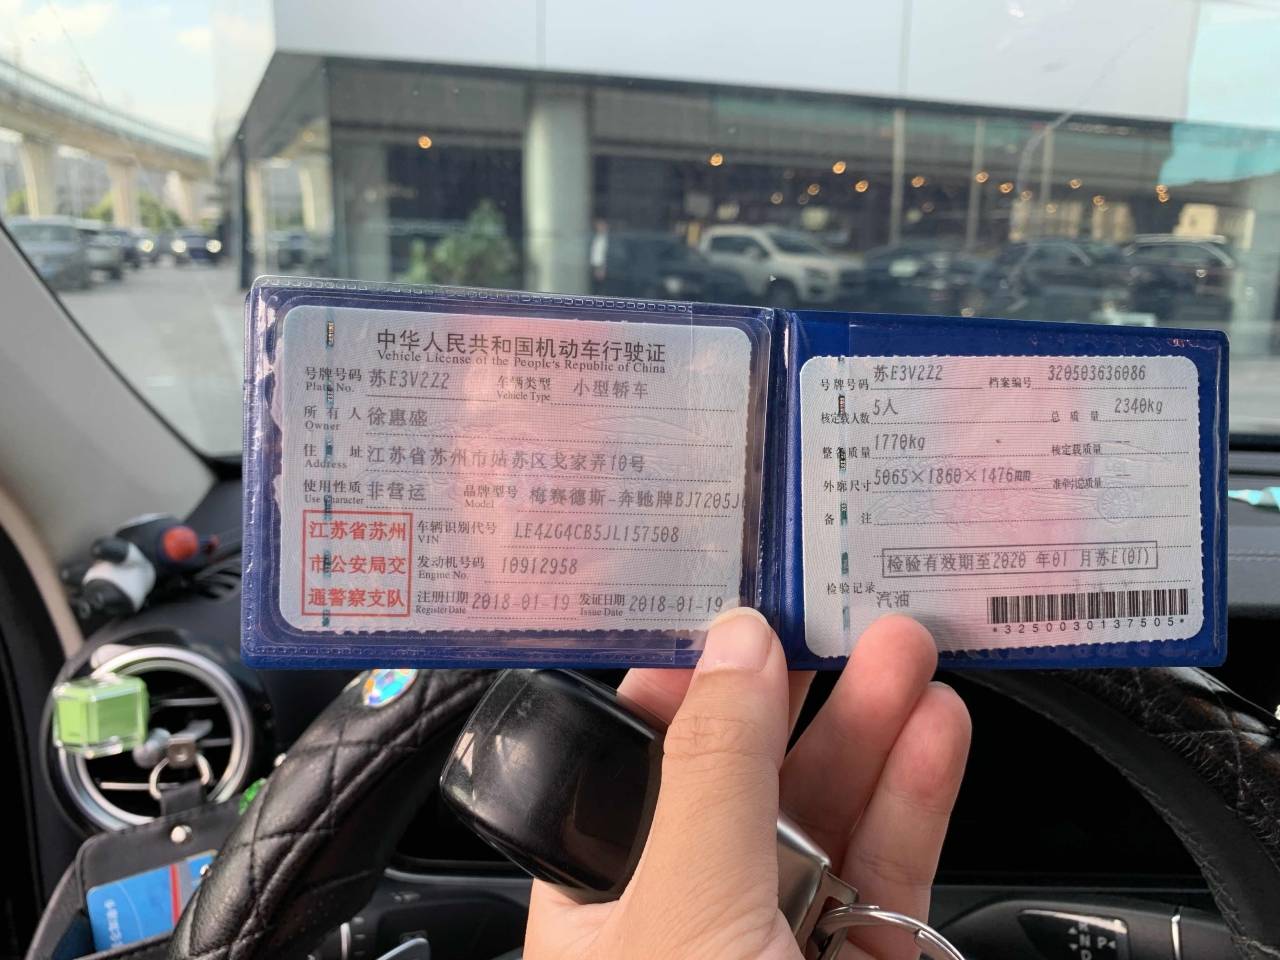 中华人民共和国机动车行驶证
Vehicle License of the People's Republic of China
号牌号码 苏E3V2Z2 车辆类型 小型轿车
Plate No. Vehicle Type
所有人 徐惠盛
Owner
住址 江苏省苏州市姑苏区戈家弄10号
Address
使用性质 非营运 品牌型号 梅赛德斯-奔驰牌BJ7205J
Use Character Model
江苏省苏州
市公安局交
通警察支队
车辆识别代号 LE4ZG4CB5JL157508
VIN
发动机号码 10912958
Engine No.
注册日期 2018-01-19 发证日期 2018-01-19
Register Date Issue Date
号牌号码 苏E3V2Z2 档案编号 320503636086
核定载人数 5人 总质量 2340kg
整备质量 1770kg 核定载质量 --
外廓尺寸 5065×1860×1476mm 准牵引总质量 --
备注
检验有效期至2020年01月苏E(01)
检验记录
汽油
*3250030137505*
R
N
D
P